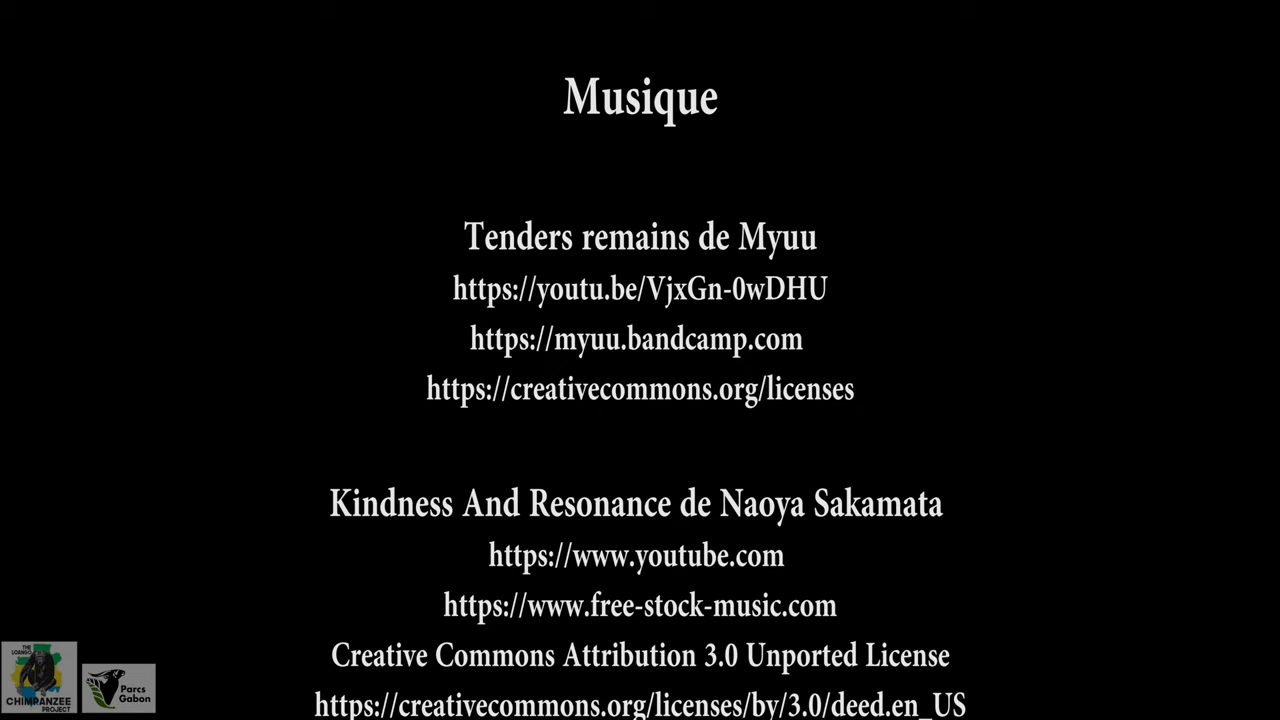 Musique
Tenders remains de Myuu
https://youtu.be/VjxGn-0wDHU
https://myuu.bandcamp.com
https://creativecommons.org/licenses
Kindness And Resonance de Naoya Sakamata
https://www.youtube.com
https://www.free-stock-music.com
Creative Commons Attribution 3.0 Unported License
https://creativecommons.org/licenses/by/3.0/deed.en_US
THE
LOANGO
CHIMPANZEE
PROJECT
Parcs
Gabon